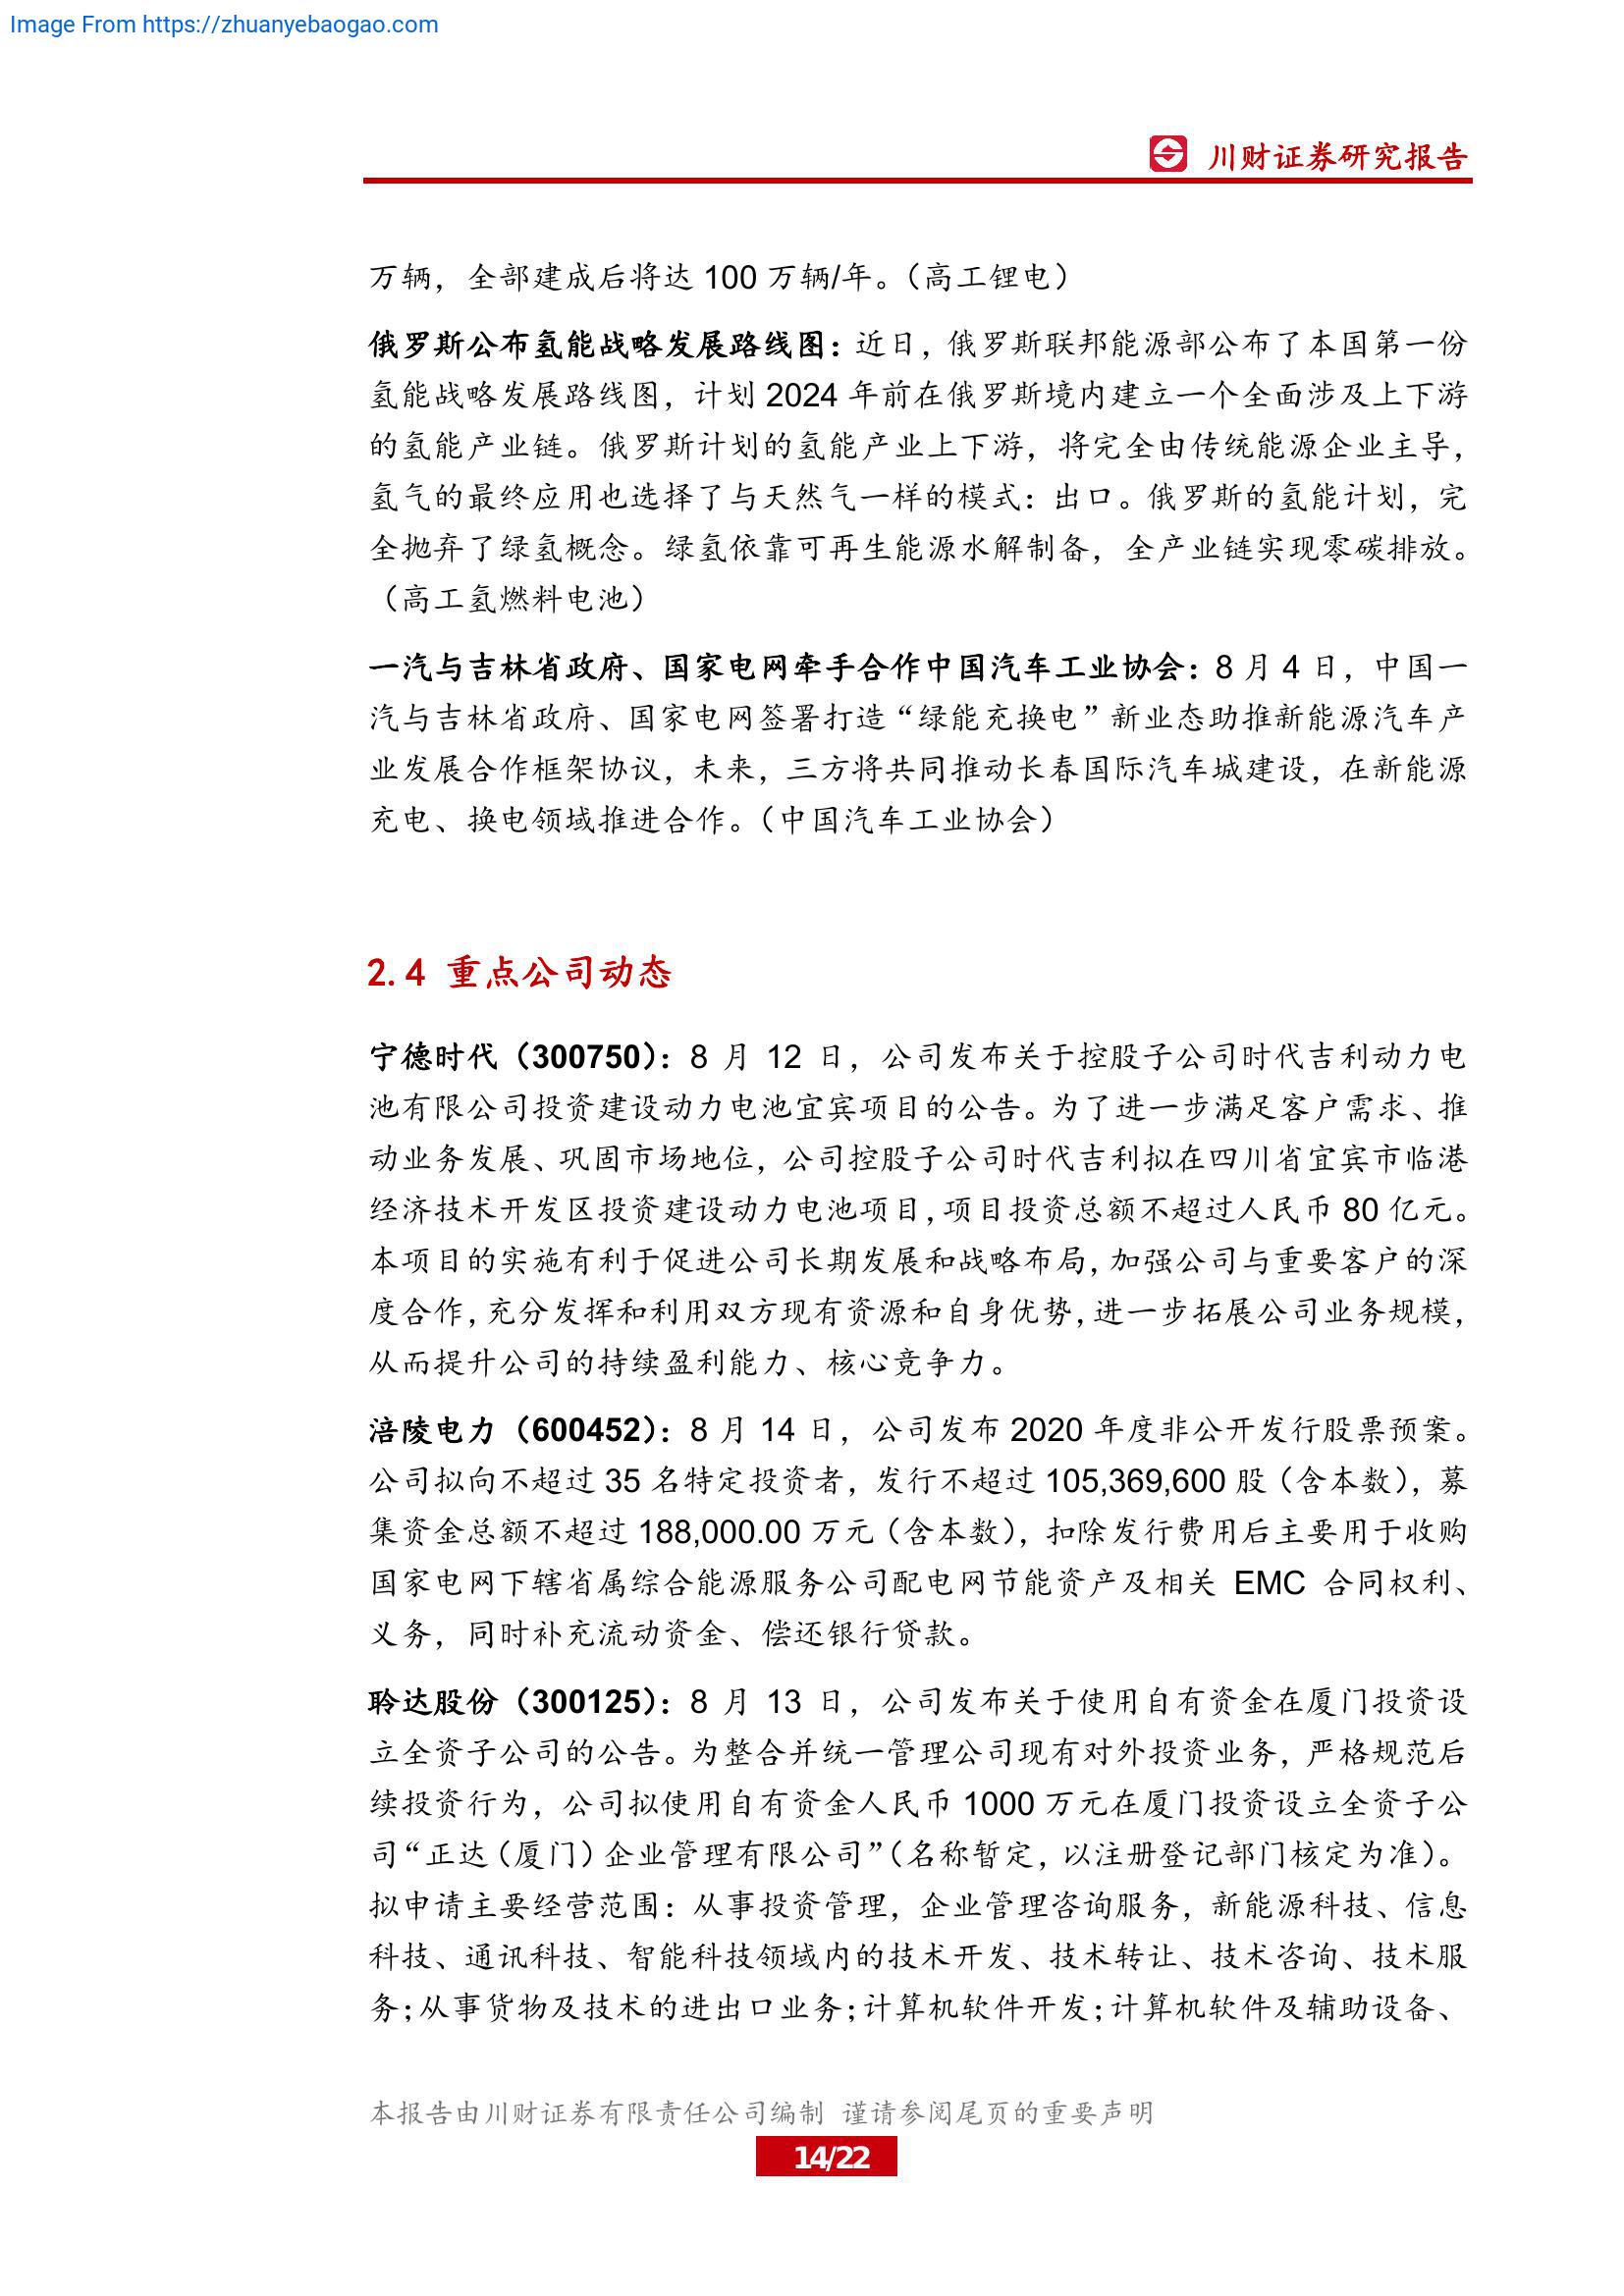 Image From https://zhuanyebaogao.com
川财证券研究报告
万辆，全部建成后将达 100 万辆/年。（高工锂电）
俄罗斯公布氢能战略发展路线图：近日，俄罗斯联邦能源部公布了本国第一份
氢能战略发展路线图，计划 2024 年前在俄罗斯境内建立一个全面涉及上下游
的氢能产业链。俄罗斯计划的氢能产业上下游，将完全由传统能源企业主导，
氢气的最终应用也选择了与天然气一样的模式：出口。俄罗斯的氢能计划，完
全抛弃了绿氢概念。绿氢依靠可再生能源水解制备，全产业链实现零碳排放。
（高工氢燃料电池）
一汽与吉林省政府、国家电网牵手合作中国汽车工业协会：8 月 4 日，中国一
汽与吉林省政府、国家电网签署打造“绿能充换电”新业态助推新能源汽车产
业发展合作框架协议，未来，三方将共同推动长春国际汽车城建设，在新能源
充电、换电领域推进合作。（中国汽车工业协会）
2.4 重点公司动态
宁德时代（300750）：8 月 12 日，公司发布关于控股子公司时代吉利动力电
池有限公司投资建设动力电池宜宾项目的公告。为了进一步满足客户需求、推
动业务发展、巩固市场地位，公司控股子公司时代吉利拟在四川省宜宾市临港
经济技术开发区投资建设动力电池项目，项目投资总额不超过人民币 80 亿元。
本项目的实施有利于促进公司长期发展和战略布局，加强公司与重要客户的深
度合作，充分发挥和利用双方现有资源和自身优势，进一步拓展公司业务规模，
从而提升公司的持续盈利能力、核心竞争力。
涪陵电力（600452）：8 月 14 日，公司发布 2020 年度非公开发行股票预案。
公司拟向不超过 35 名特定投资者，发行不超过 105,369,600 股（含本数），募
集资金总额不超过 188,000.00 万元（含本数），扣除发行费用后主要用于收购
国家电网下辖省属综合能源服务公司配电网节能资产及相关 EMC 合同权利、
义务，同时补充流动资金、偿还银行贷款。
聆达股份（300125）：8 月 13 日，公司发布关于使用自有资金在厦门投资设
立全资子公司的公告。为整合并统一管理公司现有对外投资业务，严格规范后
续投资行为，公司拟使用自有资金人民币 1000 万元在厦门投资设立全资子公
司“正达（厦门）企业管理有限公司”（名称暂定，以注册登记部门核定为准）。
拟申请主要经营范围：从事投资管理，企业管理咨询服务，新能源科技、信息
科技、通讯科技、智能科技领域内的技术开发、技术转让、技术咨询、技术服
务；从事货物及技术的进出口业务；计算机软件开发；计算机软件及辅助设备、
本报告由川财证券有限责任公司编制 谨请参阅尾页的重要声明
14/22